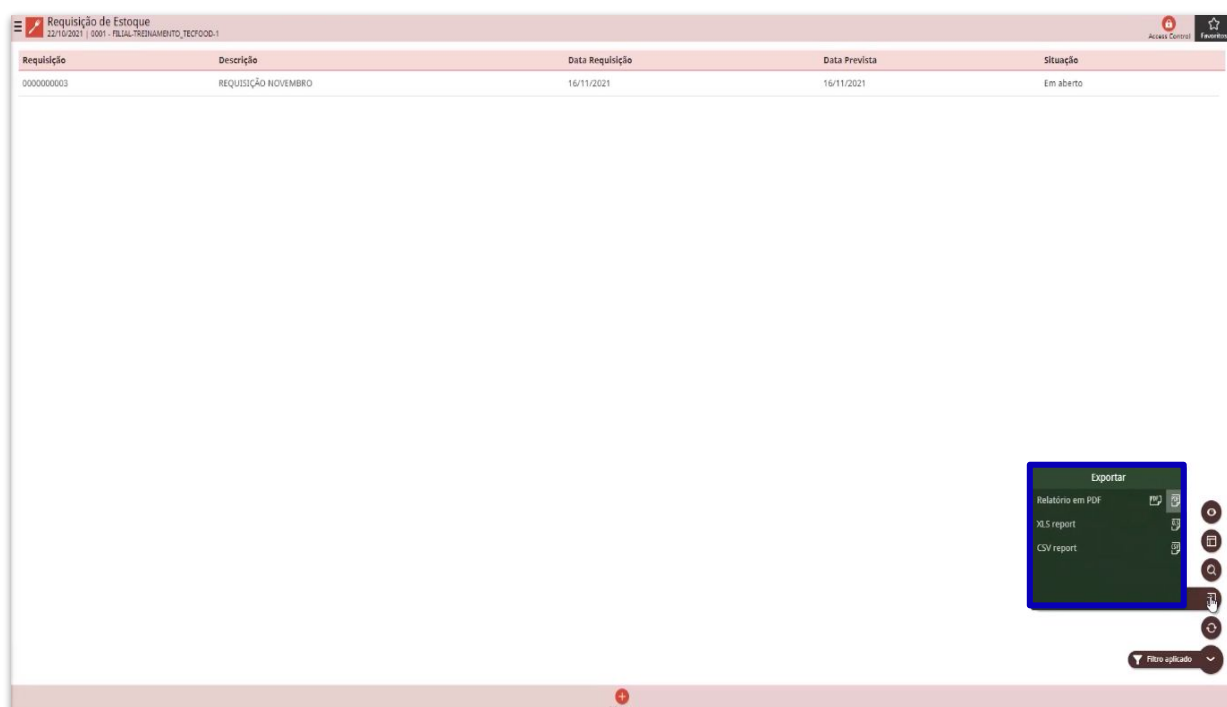 Requisição de Estoque
22/10/2021 | 0001 - FILIAL-TREINAMENTO_TECFOOD-1
Access Control Favoritos
Requisição Descrição Data Requisição Data Prevista Situação
0000000003 REQUISIÇÃO NOVEMBRO 16/11/2021 16/11/2021 Em aberto
Exportar
Relatório em PDF
XLS report
CSV report
Filtro aplicado